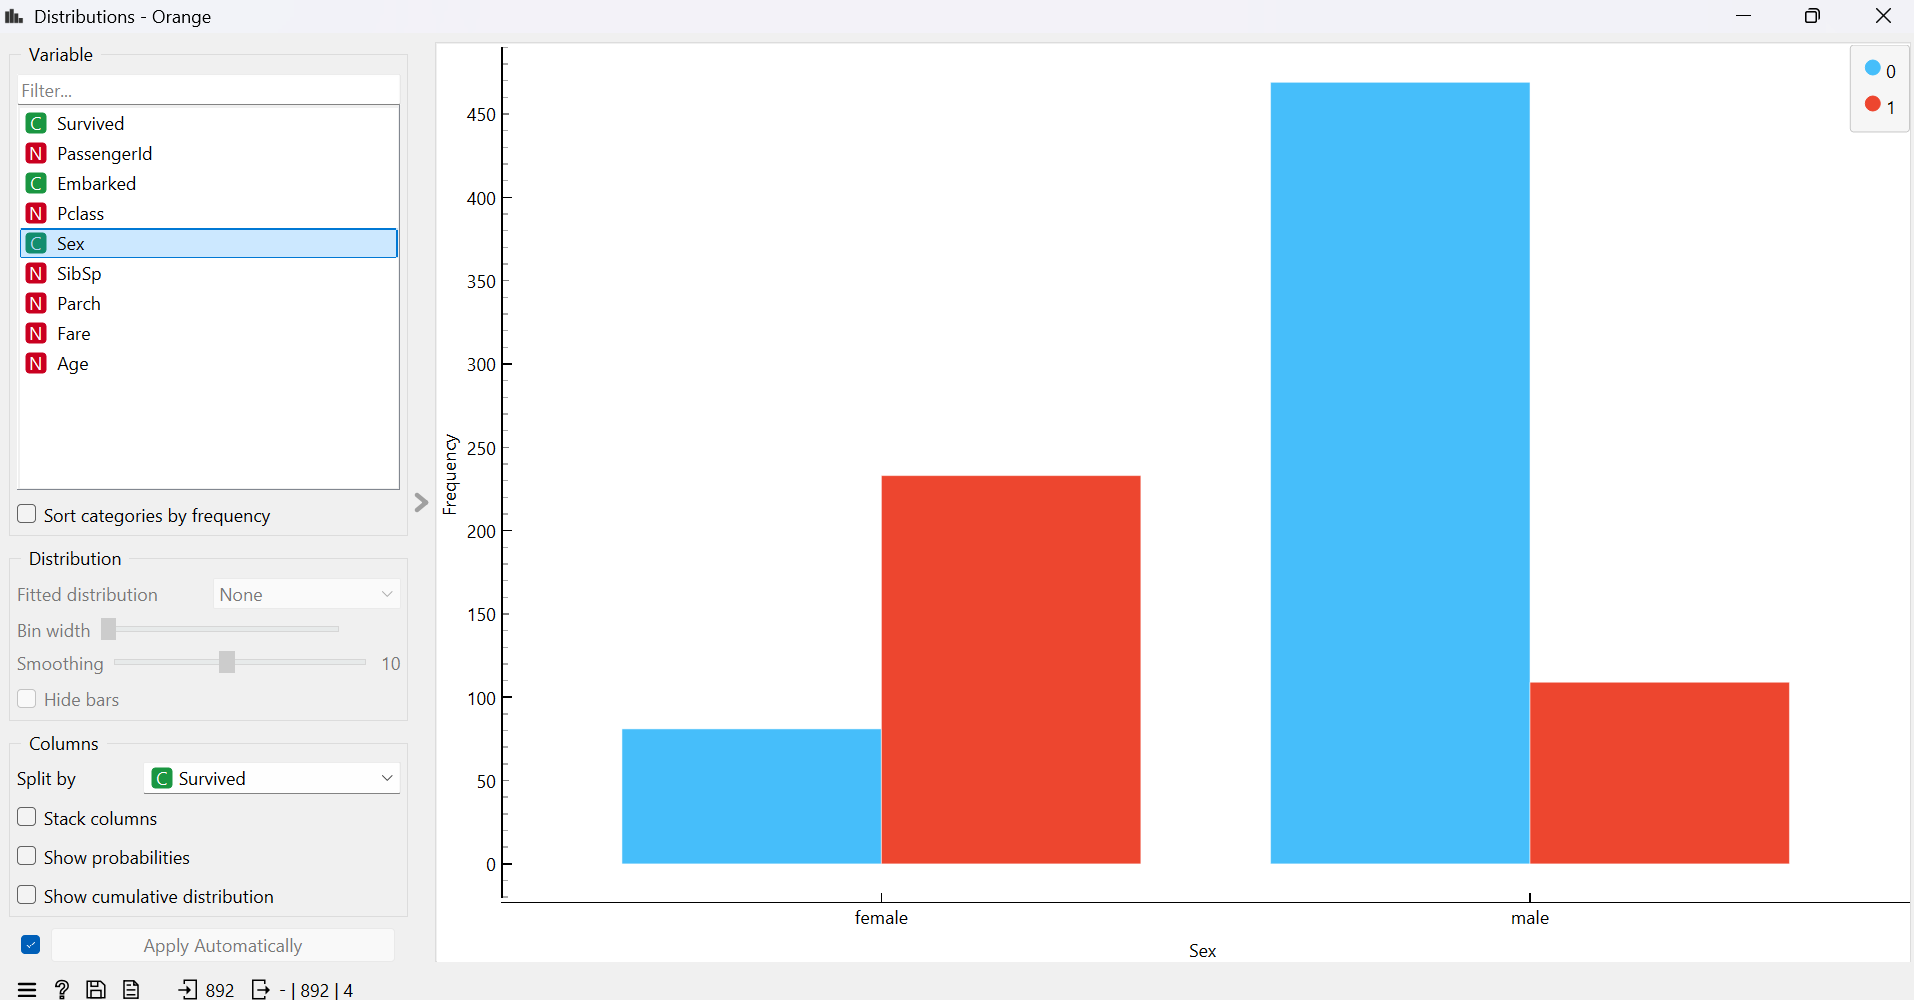 Distributions - Orange
Variable
Filter...
C Survived
N PassengerId
C Embarked
N Pclass
C Sex
N SibSp
N Parch
N Fare
N Age
Sort categories by frequency
Distribution
Fitted distribution None
Bin width
Smoothing 10
Hide bars
Columns
Split by C Survived
Stack columns
Show probabilities
Show cumulative distribution
Apply Automatically
892 - | 892 | 4
Frequency
450
400
350
300
250
200
150
100
50
0
female male
Sex
0
1